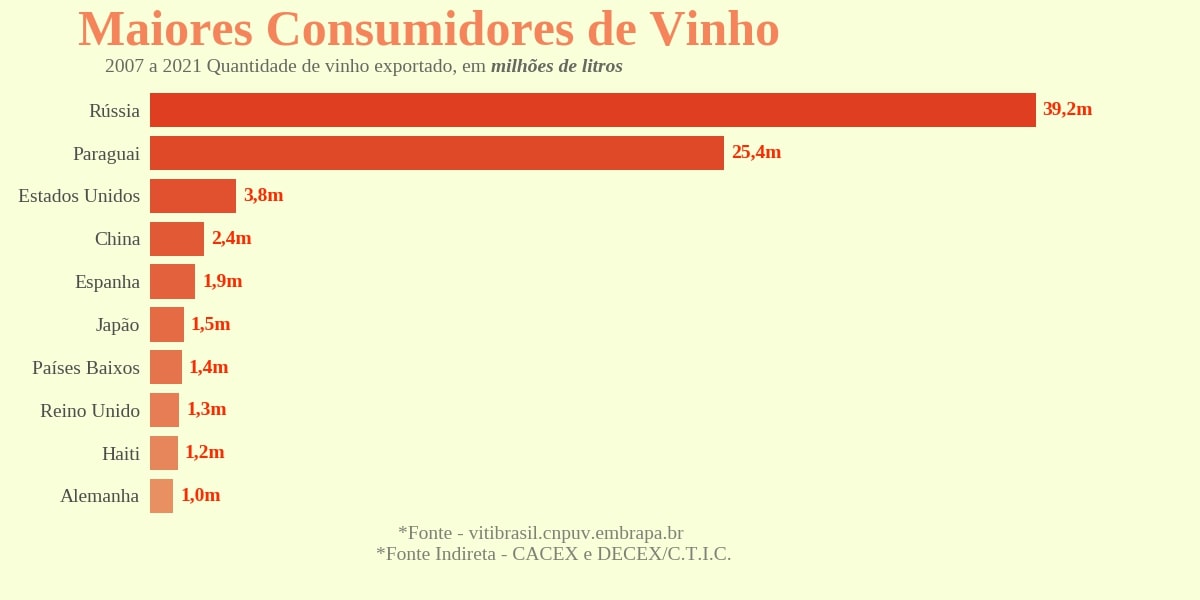 Maiores Consumidores de Vinho
2007 a 2021 Quantidade de vinho exportado, em milhões de litros
Rússia 39,2m
Paraguai 25,4m
Estados Unidos 3,8m
China 2,4m
Espanha 1,9m
Japão 1,5m
Países Baixos 1,4m
Reino Unido 1,3m
Haiti 1,2m
Alemanha 1,0m
*Fonte - vitibrasil.cnpuv.embrapa.br
*Fonte Indireta - CACEX e DECEX/C.T.I.C.